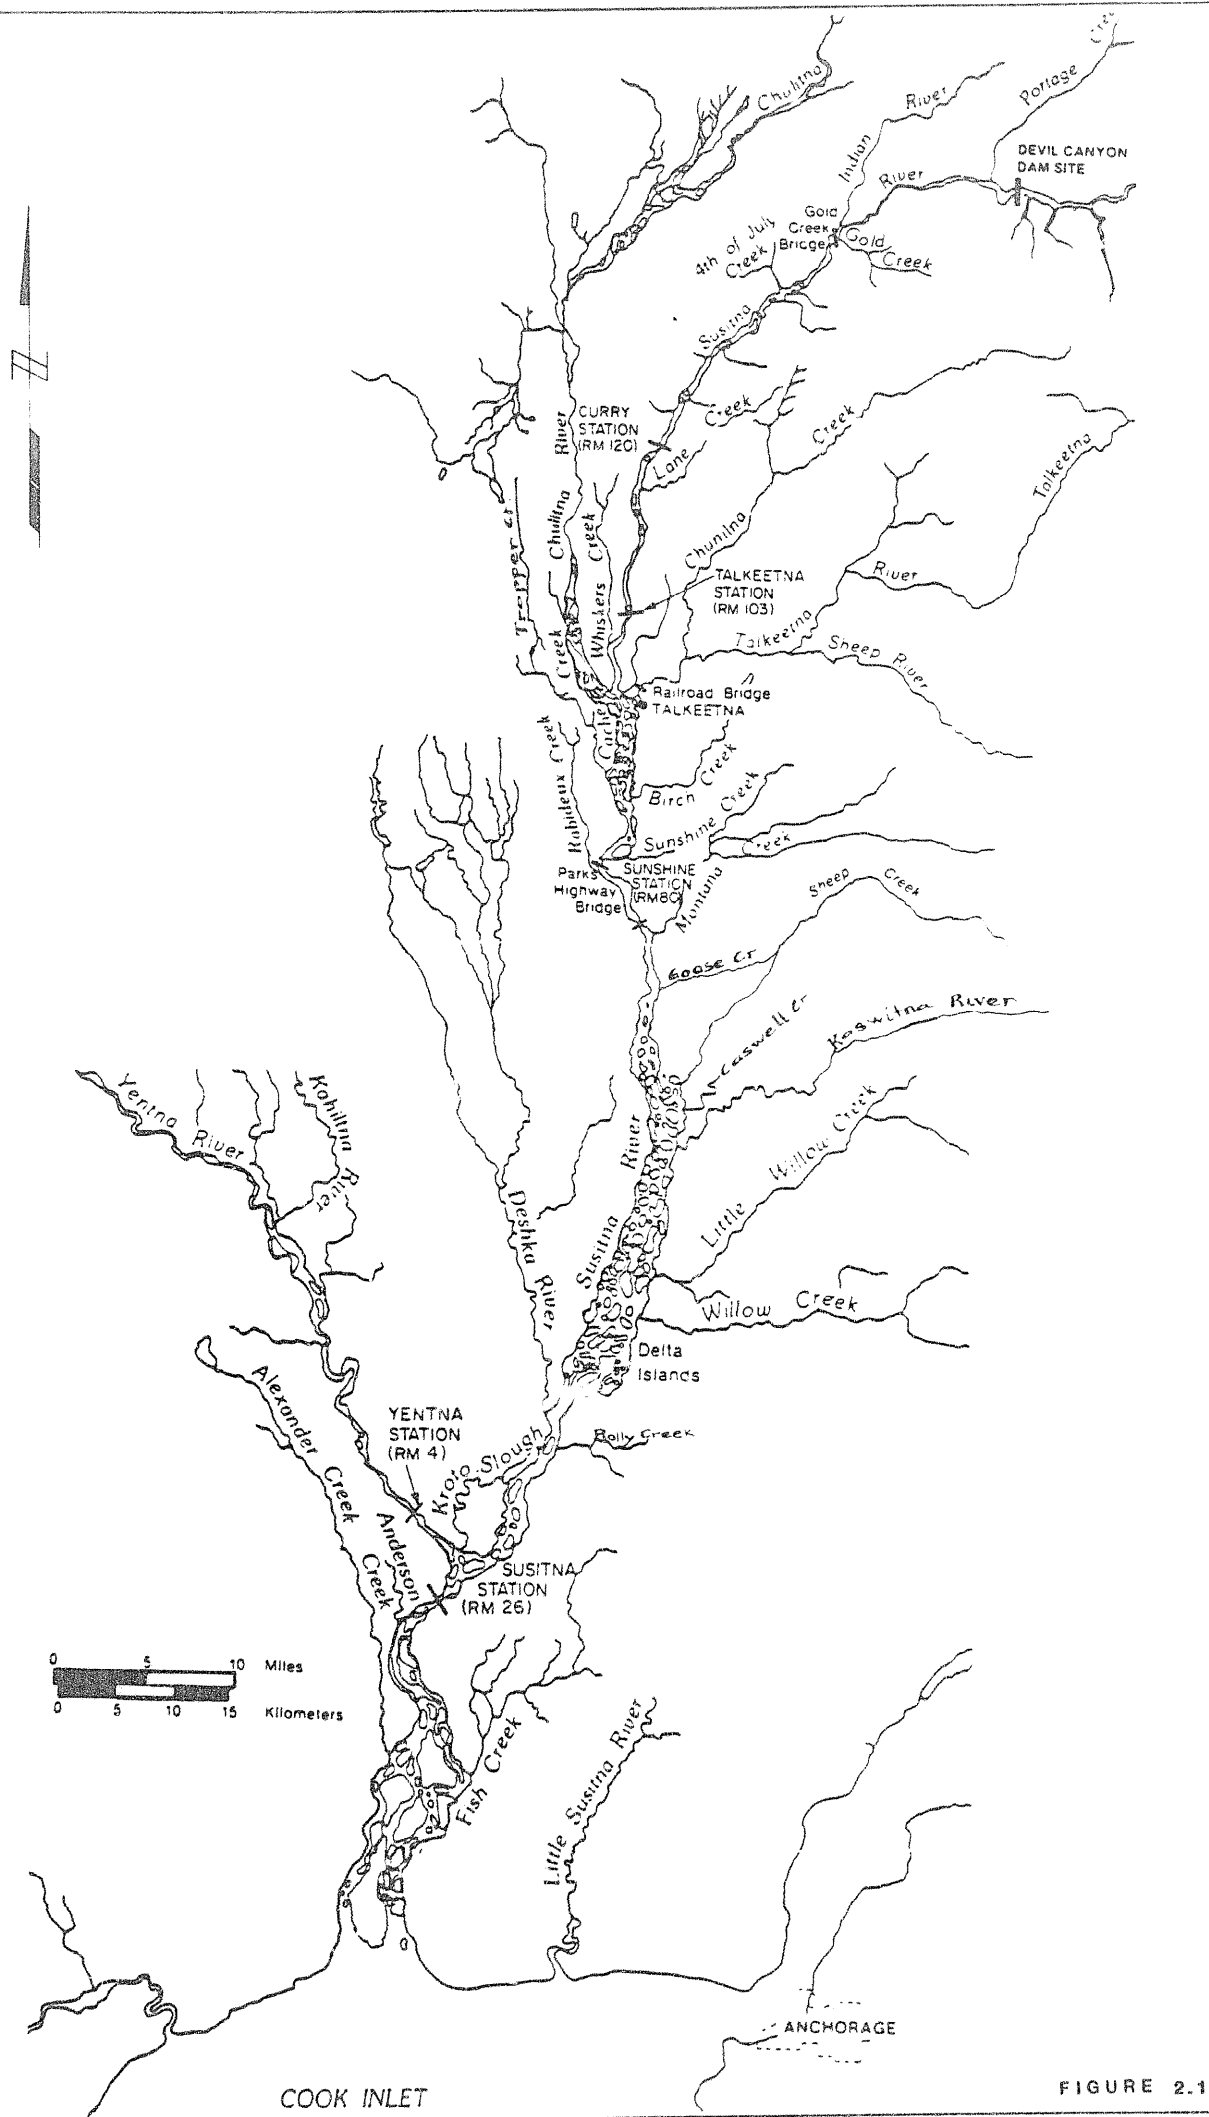 Chulitna
River
Portage
Indian
River
DEVIL CANYON
DAM SITE
Gold
Creek
Bridge
Gold
Creek
4th of July
Creek
Susitna
CURRY
STATION
(RM 120)
River
Chulitna
Creek
Lane
Creek
Talkeetna
Chunilna
Trapper Cr
Whiskers Creek
TALKEETNA
STATION
(RM 103)
River
Talkeetna
Sheep River
Cache Creek
Railroad Bridge
TALKEETNA
Rabideux Creek
Birch Creek
Sunshine Creek
Creek
Montana
Parks
Highway
Bridge
SUNSHINE
STATION
(RM80)
Sheep Creek
Goose Cr
Caswell Cr
Kaswitna River
Yentna River
Kahiltna River
Susitna River
Little Willow Creek
Deshka River
Willow Creek
Delta
Islands
Alexander Creek
Creek
YENTNA
STATION
(RM 4)
Kroto Slough
Rolly Creek
Anderson
SUSITNA
STATION
(RM 26)
0 5 10 Miles
0 5 10 15 Kilometers
Fish Creek
Little Susitna River
ANCHORAGE
COOK INLET
FIGURE 2.1